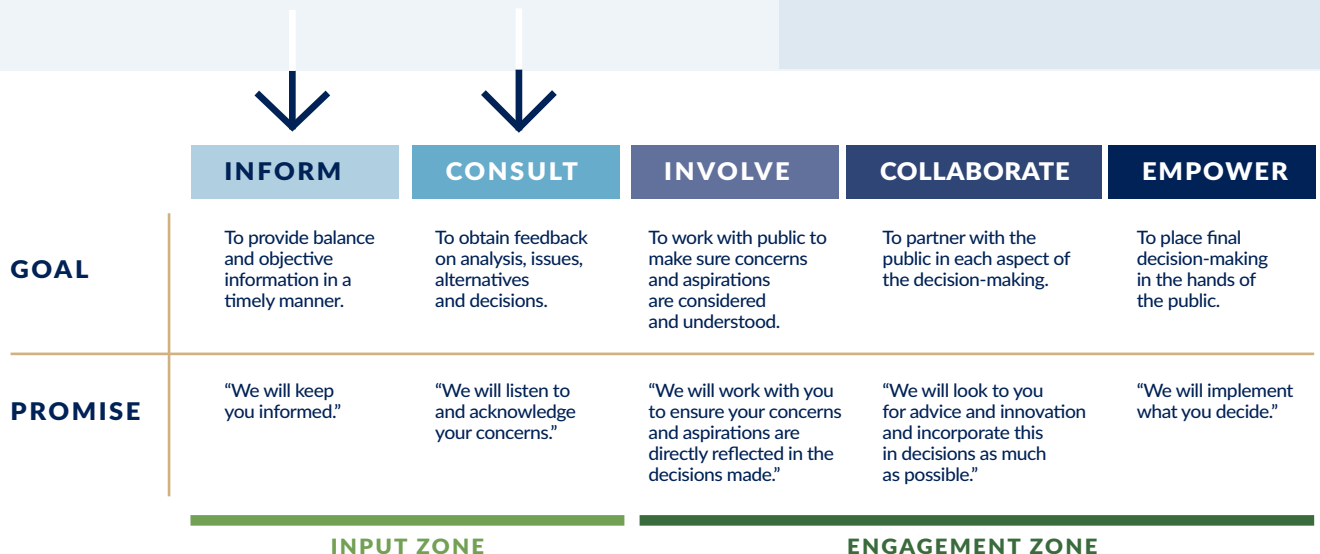 INFORM
CONSULT
INVOLVE
COLLABORATE
EMPOWER
GOAL
To provide balance
and objective
information in a
timely manner.
To obtain feedback
on analysis, issues,
alternatives
and decisions.
To work with public to
make sure concerns
and aspirations
are considered
and understood.
To partner with the
public in each aspect of
the decision-making.
To place final
decision-making
in the hands of
the public.
PROMISE
“We will keep
you informed.”
“We will listen to
and acknowledge
your concerns.”
“We will work with you
to ensure your concerns
and aspirations are
directly reflected in the
decisions made.”
“We will look to you
for advice and innovation
and incorporate this
in decisions as much
as possible.”
“We will implement
what you decide.”
INPUT ZONE
ENGAGEMENT ZONE